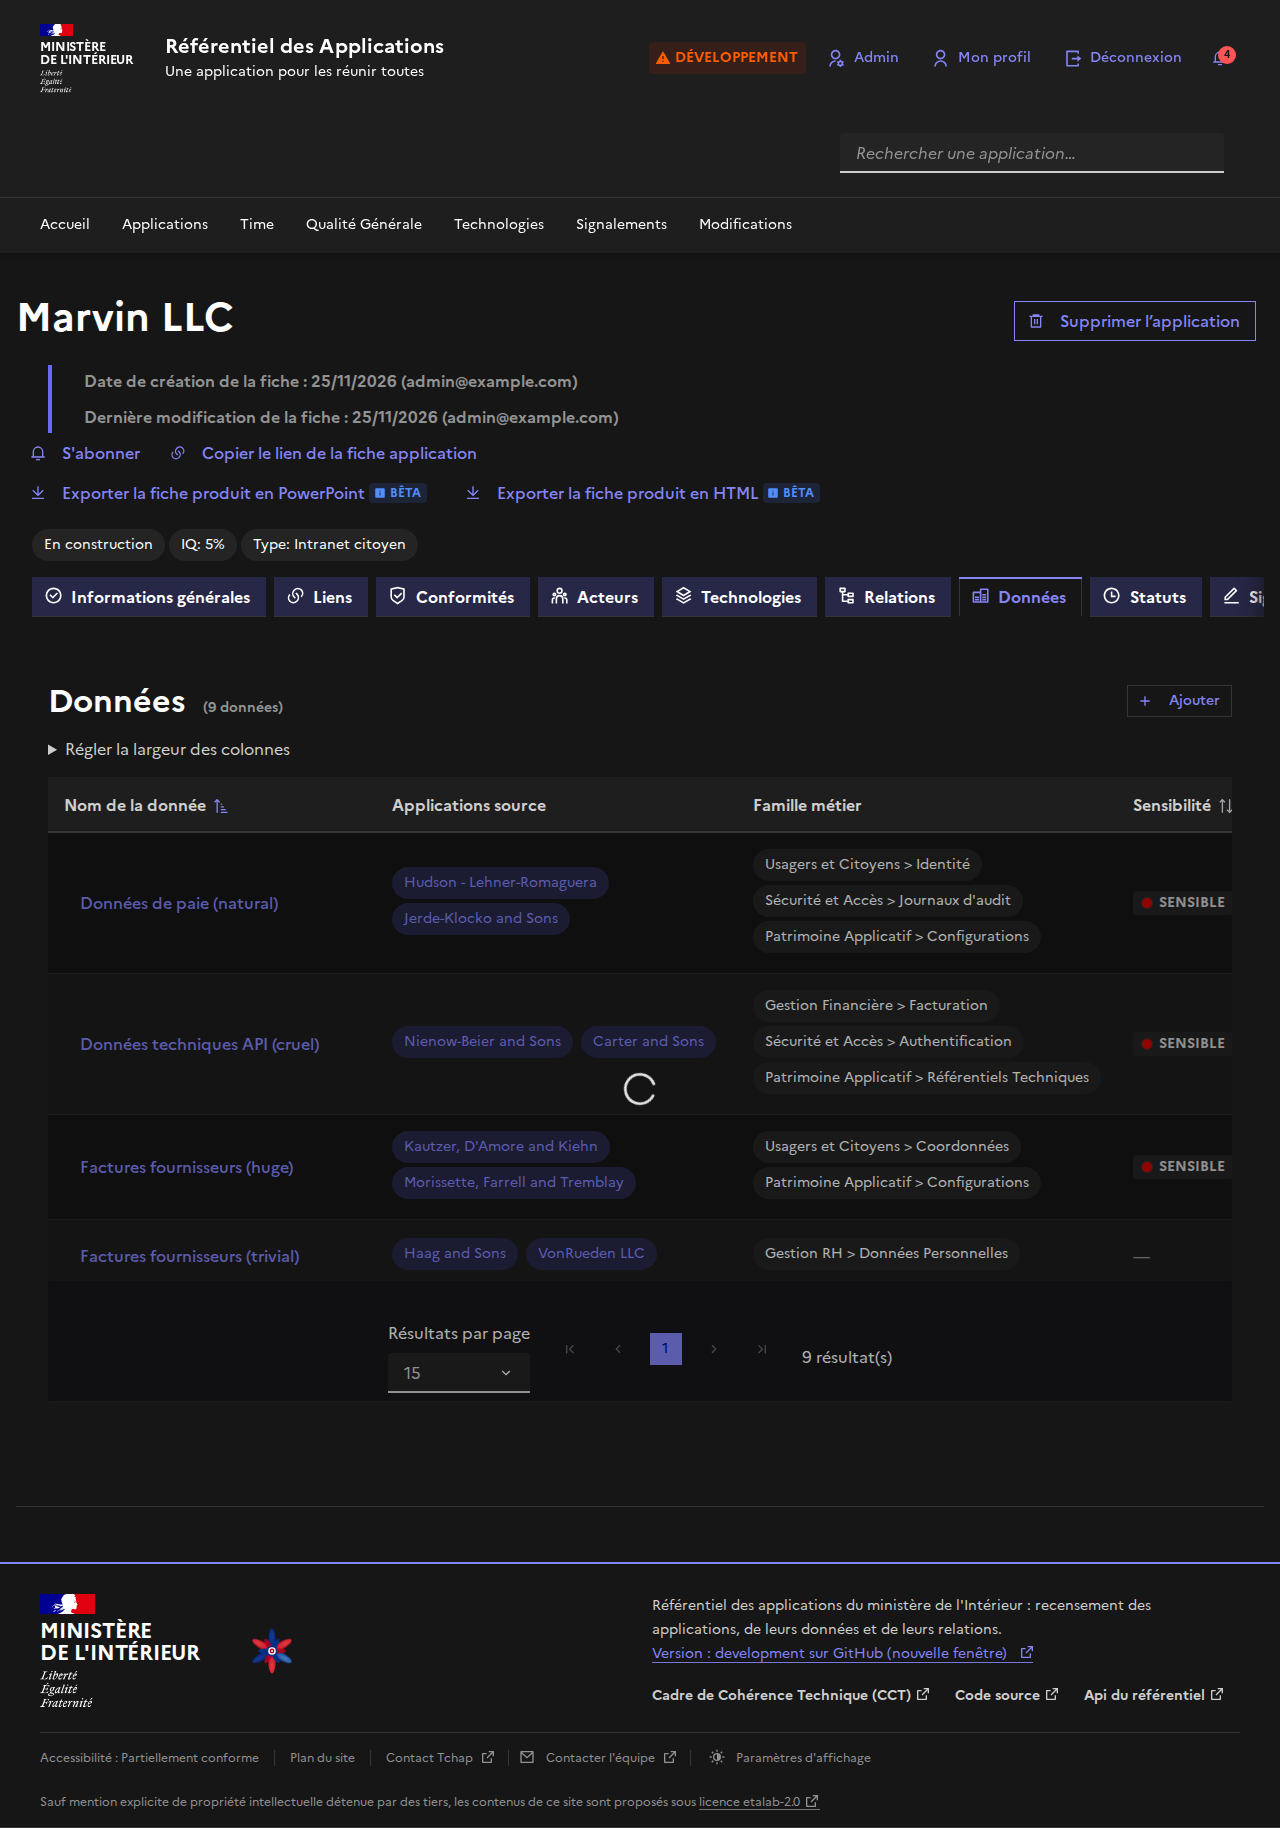 MINISTÈRE
DE L'INTÉRIEUR
Liberté
Égalité
Fraternité
Référentiel des Applications
Une application pour les réunir toutes
DÉVELOPPEMENT
Admin
Mon profil
Déconnexion
4
Rechercher une application...
Accueil
Applications
Time
Qualité Générale
Technologies
Signalements
Modifications
Marvin LLC
Supprimer l’application
Date de création de la fiche : 25/11/2026 (admin@example.com)
Dernière modification de la fiche : 25/11/2026 (admin@example.com)
S'abonner
Copier le lien de la fiche application
Exporter la fiche produit en PowerPoint BÊTA
Exporter la fiche produit en HTML BÊTA
En construction
IQ: 5%
Type: Intranet citoyen
Informations générales
Liens
Conformités
Acteurs
Technologies
Relations
Données
Statuts
Données (9 données)
Ajouter
Régler la largeur des colonnes
Nom de la donnée
Applications source
Famille métier
Sensibilité
Données de paie (natural)
Hudson - Lehner-Romaguera
Jerde-Klocko and Sons
Usagers et Citoyens > Identité
Sécurité et Accès > Journaux d'audit
Patrimoine Applicatif > Configurations
SENSIBLE
Données techniques API (cruel)
Nienow-Beier and Sons
Carter and Sons
Gestion Financière > Facturation
Sécurité et Accès > Authentification
Patrimoine Applicatif > Référentiels Techniques
SENSIBLE
Factures fournisseurs (huge)
Kautzer, D'Amore and Kiehn
Morissette, Farrell and Tremblay
Usagers et Citoyens > Coordonnées
Patrimoine Applicatif > Configurations
SENSIBLE
Factures fournisseurs (trivial)
Haag and Sons
VonRueden LLC
Gestion RH > Données Personnelles
—
Résultats par page
15
1
9 résultat(s)
MINISTÈRE
DE L'INTÉRIEUR
Liberté
Égalité
Fraternité
Référentiel des applications du ministère de l'Intérieur : recensement des
applications, de leurs données et de leurs relations.
Version : development sur GitHub (nouvelle fenêtre)
Cadre de Cohérence Technique (CCT)
Code source
Api du référentiel
Accessibilité : Partiellement conforme
Plan du site
Contact Tchap
Contacter l'équipe
Paramètres d'affichage
Sauf mention explicite de propriété intellectuelle détenue par des tiers, les contenus de ce site sont proposés sous licence etalab-2.0